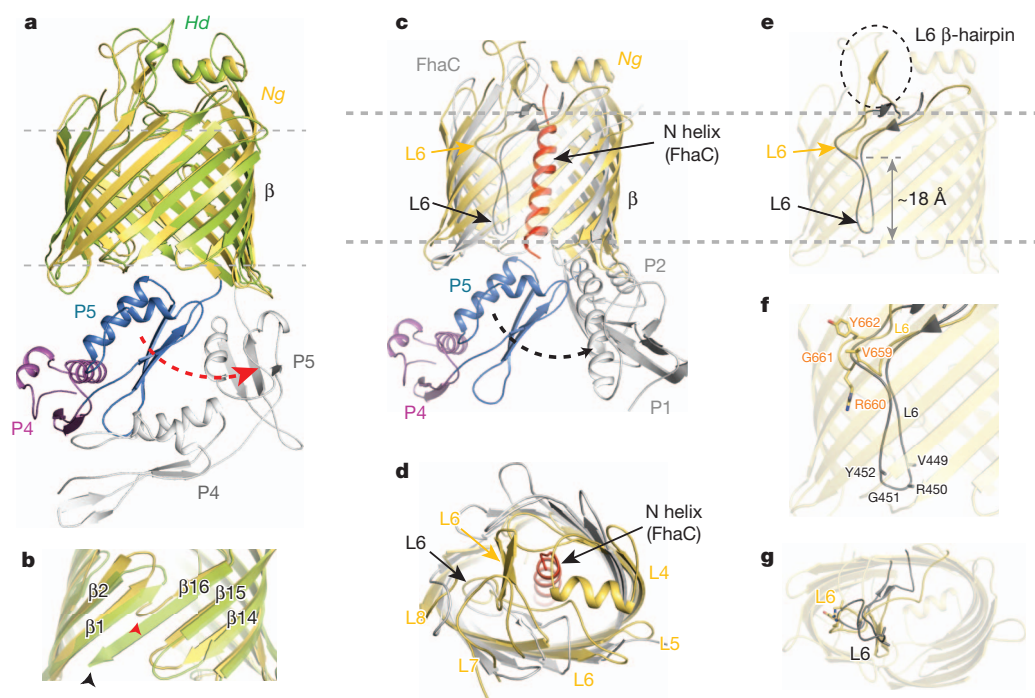 a
Hd
Ng
β
P5
P5
P4
P4
b
β2
β1
β16
β15
β14
c
FhaC
Ng
L6
N helix
(FhaC)
L6
β
P5
P2
P4
P1
d
L6
L6
N helix
(FhaC)
L4
L8
L5
L7
L6
e
L6 β-hairpin
L6
~18 Å
L6
f
Y662
L6
G661
V659
R660
L6
Y452
V449
G451
R450
g
L6
L6